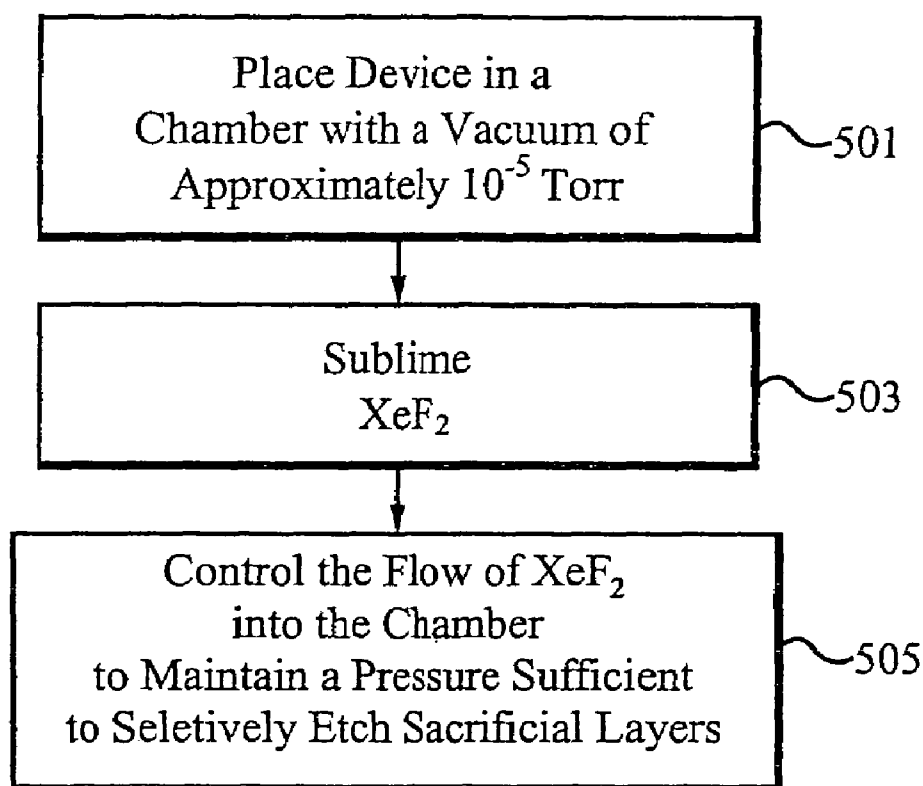 Place Device in a
Chamber with a Vacuum of
Approximately 10⁻⁵ Torr
501
Sublime
XeF₂
503
Control the Flow of XeF₂
into the Chamber
to Maintain a Pressure Sufficient
to Seletively Etch Sacrificial Layers
505